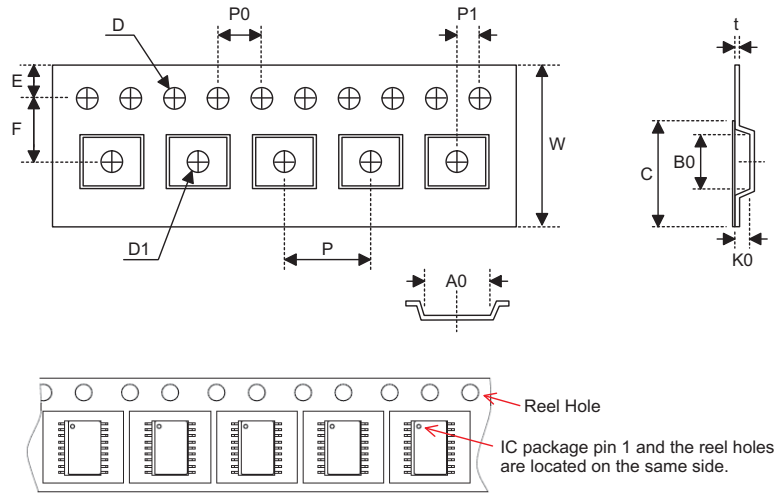 D
P0
P1
t
E
F
W
C
B0
D1
P
K0
A0
Reel Hole
IC package pin 1 and the reel holes
are located on the same side.